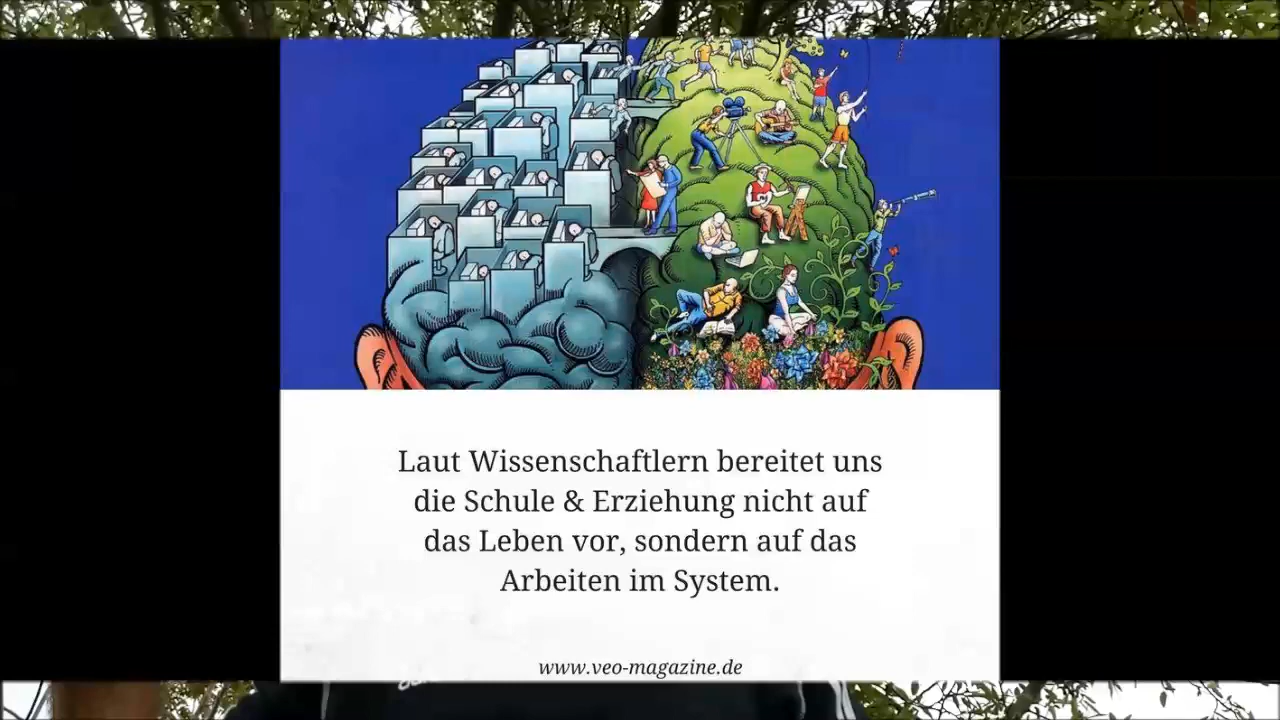 Laut Wissenschaftlern bereitet uns
die Schule & Erziehung nicht auf
das Leben vor, sondern auf das
Arbeiten im System.
www.veo-magazine.de